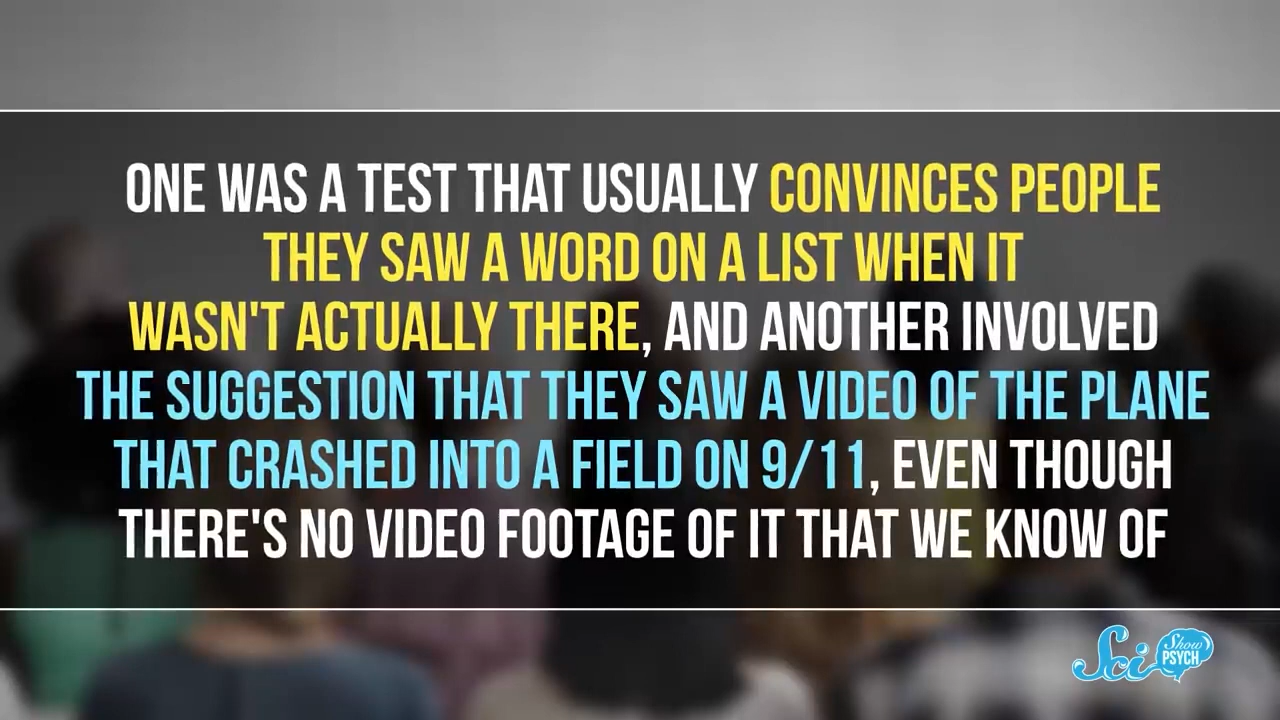 ONE WAS A TEST THAT USUALLY CONVINCES PEOPLE
THEY SAW A WORD ON A LIST WHEN IT
WASN'T ACTUALLY THERE, AND ANOTHER INVOLVED
THE SUGGESTION THAT THEY SAW A VIDEO OF THE PLANE
THAT CRASHED INTO A FIELD ON 9/11, EVEN THOUGH
THERE'S NO VIDEO FOOTAGE OF IT THAT WE KNOW OF
Sci Show
PSYCH